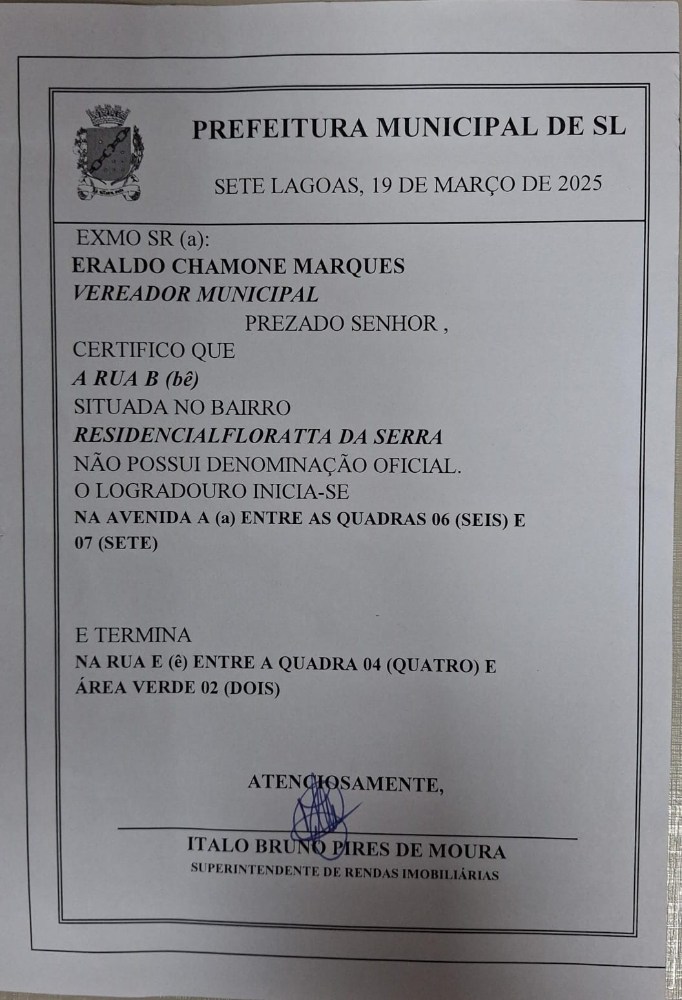 PREFEITURA MUNICIPAL DE SL
SETE LAGOAS, 19 DE MARÇO DE 2025
EXMO SR (a):
ERALDO CHAMONE MARQUES
VEREADOR MUNICIPAL
PREZADO SENHOR ,
CERTIFICO QUE
A RUA B (bê)
SITUADA NO BAIRRO
RESIDENCIALFLORATTA DA SERRA
NÃO POSSUI DENOMINAÇÃO OFICIAL.
O LOGRADOURO INICIA-SE
NA AVENIDA A (a) ENTRE AS QUADRAS 06 (SEIS) E
07 (SETE)
E TERMINA
NA RUA E (ê) ENTRE A QUADRA 04 (QUATRO) E
ÁREA VERDE 02 (DOIS)
ATENCIOSAMENTE,
ITALO BRUNO PIRES DE MOURA
SUPERINTENDENTE DE RENDAS IMOBILIÁRIAS